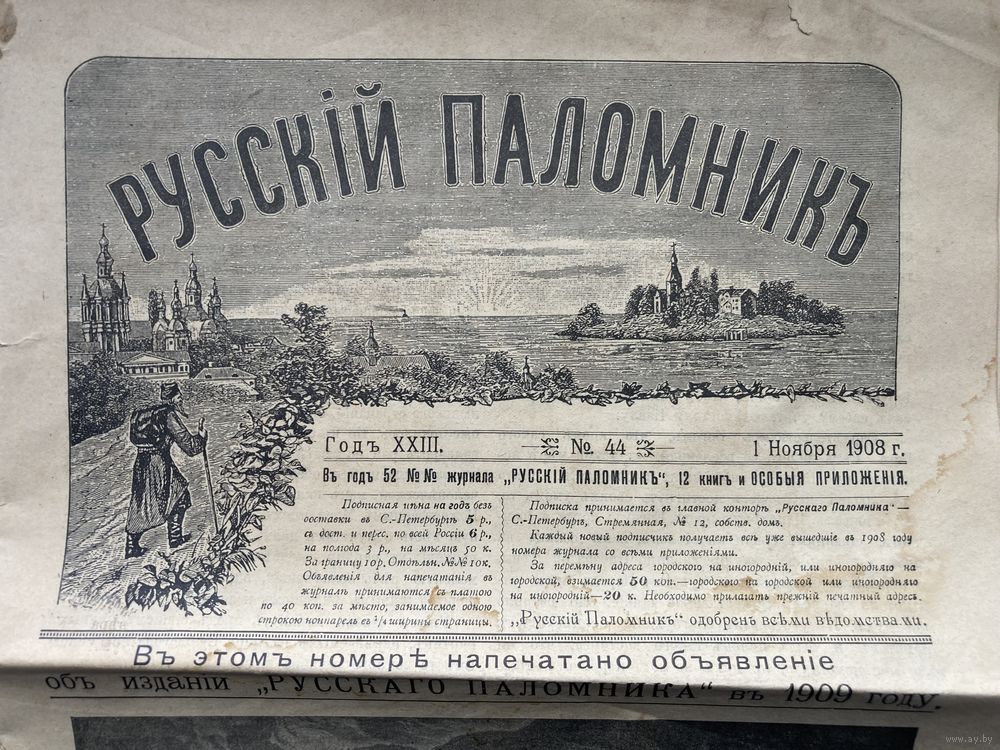 РУССКІЙ ПАЛОМНИКЪ
Годъ XXIII.
№. 44
1 Ноября 1908 г.
Въ годъ 52 №№ журнала „РУССКІЙ ПАЛОМНИКЪ“, 12 книгъ и ОСОБЫЯ ПРИЛОЖЕНІЯ.
Подписная цѣна на годъ безъ
доставки въ С.-Петербургѣ 5 р.,
съ дост. и перес. по всей Россіи 6 р.,
на полгода 3 р., на мѣсяцъ 50 к.
За границу 10 р. Отдѣльн. №№ 10 к.
Объявленія для напечатанія въ
журналѣ принимаются съ платою
по 40 коп. за мѣсто, занимаемое одною
строкою нонпарель въ ¹/₄ ширины страницы.
Подписка принимается въ главной конторѣ „Русскаго Паломника“—
С.-Петербургъ, Стремянная, № 12, собств. домъ.
Каждый новый подписчикъ получаетъ всѣ уже вышедшіе въ 1908 году
номера журнала со всѣми приложеніями.
За перемѣну адреса городского на иногородній, или иногородняго на
городской, взимается 50 коп.—городского на городской или иногородняго
на иногородній—20 к. Необходимо прилагать прежній печатный адресъ.
„Русскій Паломникъ“ одобренъ всѣми вѣдомствами.
Въ этомъ номерѣ напечатано объявленіе
объ изданіи „РУССКАГО ПАЛОМНИКА“ въ 1909 году.
www.ay.by